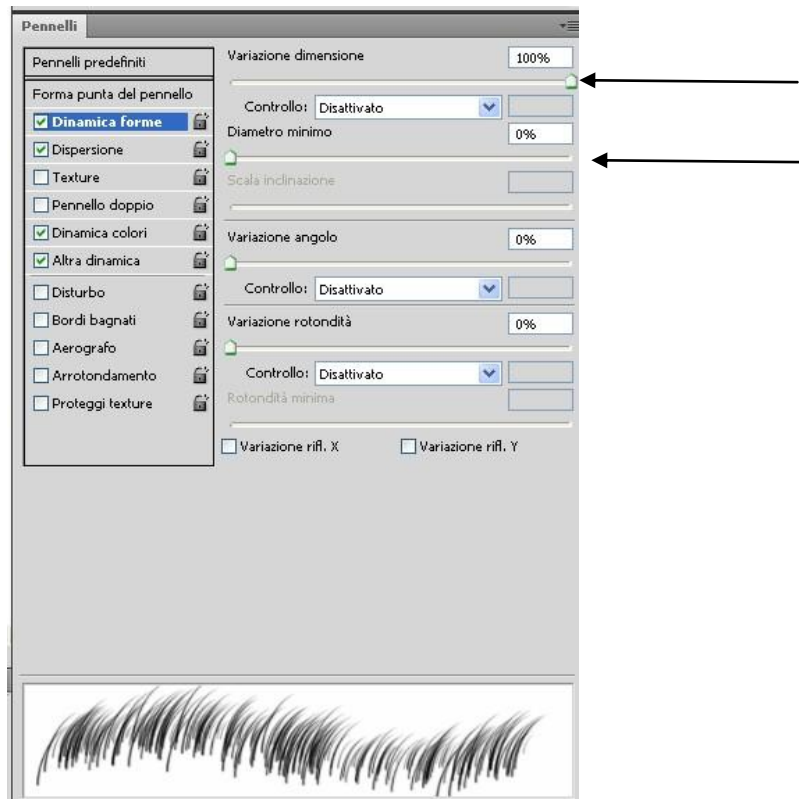 Pennelli
Pennelli predefiniti
Forma punta del pennello
Dinamica forme
Dispersione
Texture
Pennello doppio
Dinamica colori
Altra dinamica
Disturbo
Bordi bagnati
Aerografo
Arrotondamento
Proteggi texture
Variazione dimensione 100%
Controllo: Disattivato
Diametro minimo 0%
Scala inclinazione
Variazione angolo 0%
Controllo: Disattivato
Variazione rotondità 0%
Controllo: Disattivato
Rotondità minima
Variazione rifl. X Variazione rifl. Y